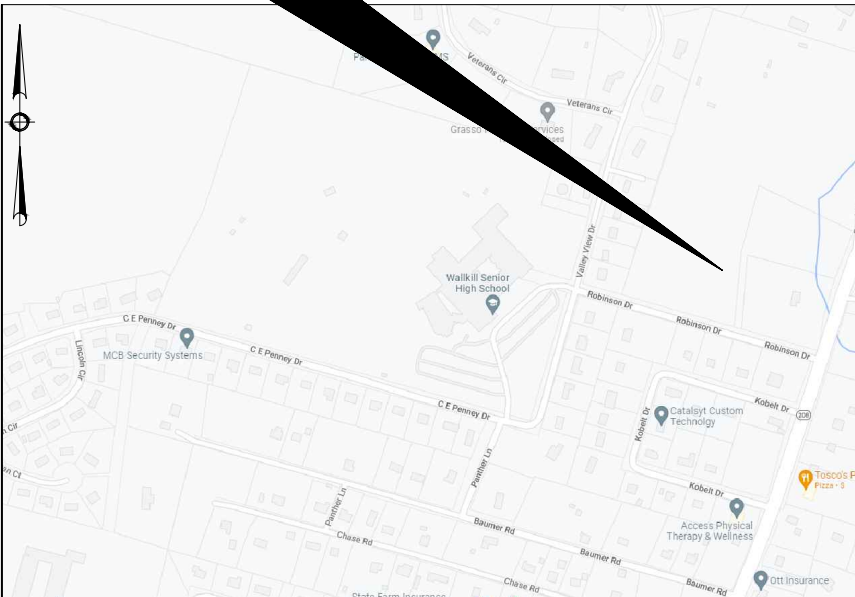 Veterans Cir
Veterans Cir
Grasso
Valley View Dr
Wallkill Senior
High School
Robinson Dr
Robinson Dr
Robinson Dr
C E Penney Dr
MCB Security Systems
C E Penney Dr
Lincoln Cir
C E Penney Dr
Kobelt Dr
208
Catalsyt Custom
Technolgy
Kobelt Dr
Panther Ln
Tosco's P
Pizza · $
Kobelt Dr
Panther Ln
Access Physical
Therapy & Wellness
Baumer Rd
Chase Rd
Baumer Rd
Chase Rd
Baumer Rd
Ott Insurance
State Farm Insurance